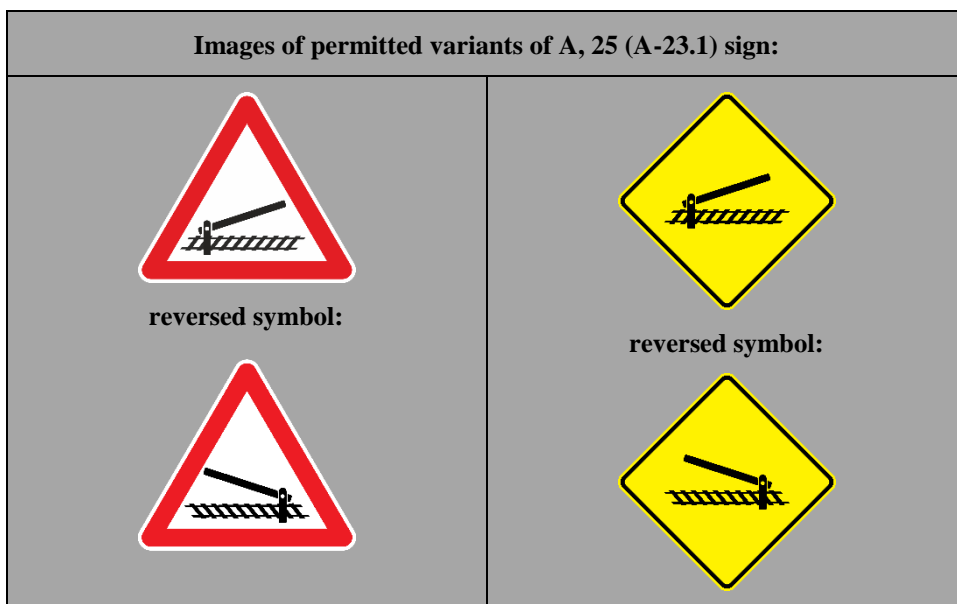 Images of permitted variants of A, 25 (A-23.1) sign:
reversed symbol:
reversed symbol: